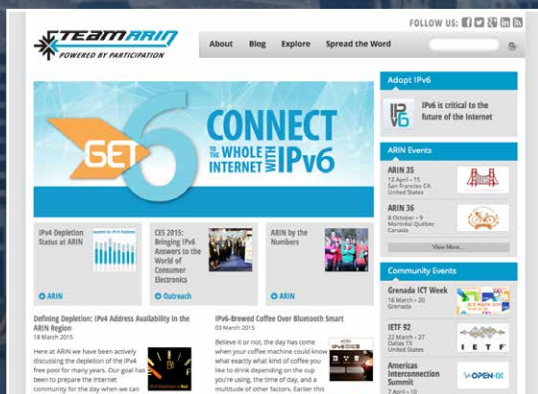 FOLLOW US:
TEAM ARIN
POWERED BY PARTICIPATION
About Blog Explore Spread the Word
GET 6
CONNECT
TO THE WHOLE WITH IPv6
INTERNET
Adopt IPv6
IPv6
IPv6 is critical to the
future of the Internet
ARIN Events
ARIN 35
12 April - 15
San Francisco CA
United States
ARIN 36
8 October - 9
Montréal Québec
Canada
View More...
IPv4 Depletion
Status at ARIN
ARIN
CES 2015:
Bringing IPv6
Answers to the
World of
Consumer
Electronics
Outreach
ARIN by the
Numbers
ARIN
Community Events
Grenada ICT Week
16 March - 20
Grenada
IETF 92
22 March - 27
Dallas TX
United States
I E T F
Americas
Interconnection
Summit
7 April - 10
OPEN-IX
Defining Depletion: IPv4 Address Availability in the
ARIN Region
18 March 2015
Here at ARIN we have been actively
discussing the depletion of the IPv4
free pool for many years. Our goal has
been to prepare the Internet
community for the day when we can
IPv6-Brewed Coffee Over Bluetooth Smart
03 March 2015
Believe it or not, the day has come
when your coffee machine could know
what exactly what kind of coffee you
like to drink depending on the cup
you're using, the time of day, and a
multitude of other factors. Earlier this